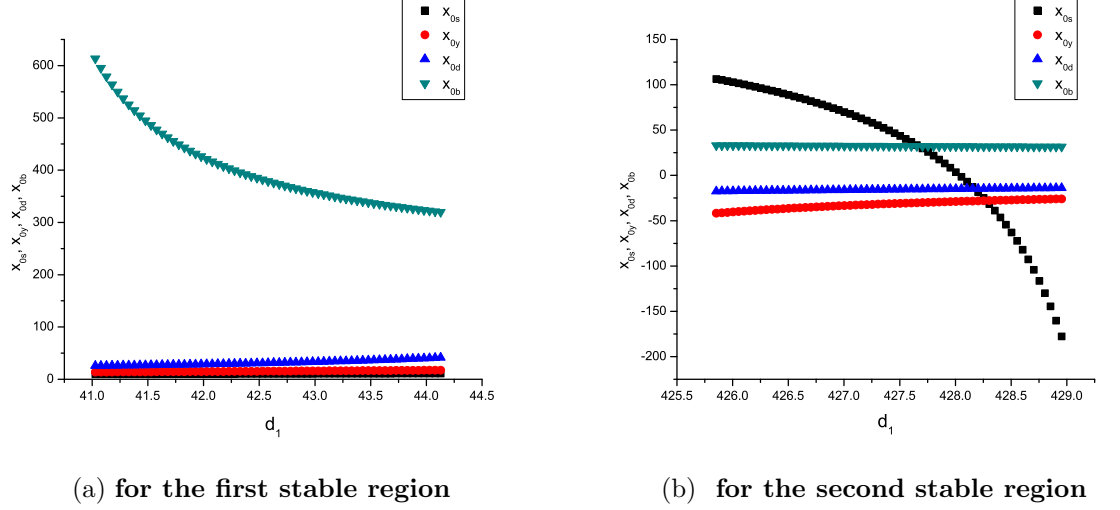 x0s
x0y
x0d
x0b
600
500
400
300
200
100
0
41.0 41.5 42.0 42.5 43.0 43.5 44.0 44.5
x0s, x0y, x0d, x0b
d1
(a) for the first stable region
x0s
x0y
x0d
x0b
150
100
50
0
-50
-100
-150
-200
425.5 426.0 426.5 427.0 427.5 428.0 428.5 429.0
x0s, x0y, x0d, x0b
d1
(b) for the second stable region